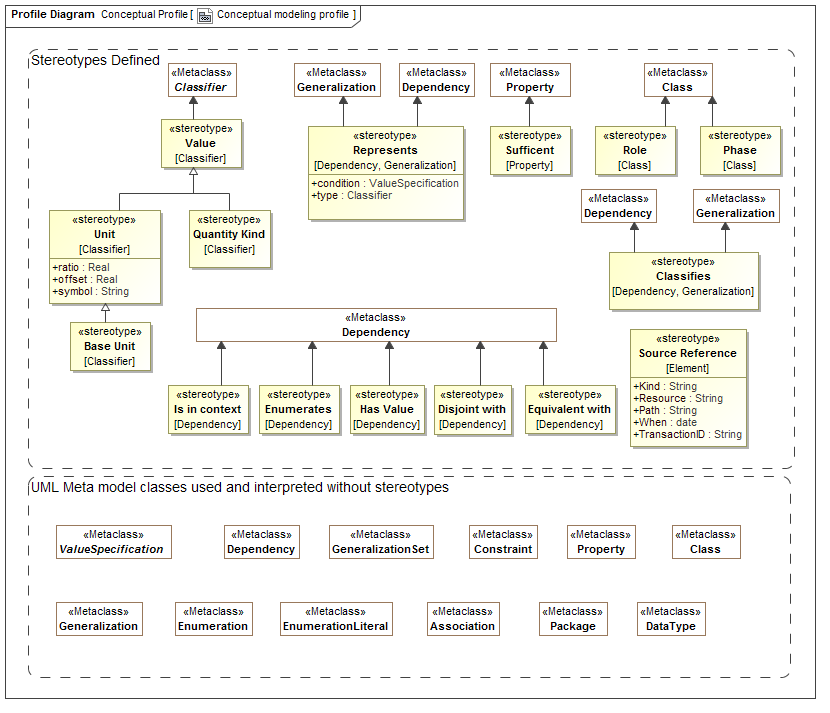 Profile Diagram Conceptual Profile [ Conceptual modeling profile ]
Stereotypes Defined
«Metaclass»
Classifier
«stereotype»
Value
[Classifier]
«stereotype»
Unit
[Classifier]
+ratio : Real
+offset : Real
+symbol : String
«stereotype»
Quantity Kind
[Classifier]
«stereotype»
Base Unit
[Classifier]
«Metaclass»
Generalization
«Metaclass»
Dependency
«stereotype»
Represents
[Dependency, Generalization]
+condition : ValueSpecification
+type : Classifier
«Metaclass»
Property
«stereotype»
Sufficent
[Property]
«Metaclass»
Class
«stereotype»
Role
[Class]
«stereotype»
Phase
[Class]
«Metaclass»
Dependency
«Metaclass»
Generalization
«stereotype»
Classifies
[Dependency, Generalization]
«Metaclass»
Dependency
«stereotype»
Is in context
[Dependency]
«stereotype»
Enumerates
[Dependency]
«stereotype»
Has Value
[Dependency]
«stereotype»
Disjoint with
[Dependency]
«stereotype»
Equivalent with
[Dependency]
«stereotype»
Source Reference
[Element]
+Kind : String
+Resource : String
+Path : String
+When : date
+TransactionID : String
UML Meta model classes used and interpreted without stereotypes
«Metaclass»
ValueSpecification
«Metaclass»
Dependency
«Metaclass»
GeneralizationSet
«Metaclass»
Constraint
«Metaclass»
Property
«Metaclass»
Class
«Metaclass»
Generalization
«Metaclass»
Enumeration
«Metaclass»
EnumerationLiteral
«Metaclass»
Association
«Metaclass»
Package
«Metaclass»
DataType